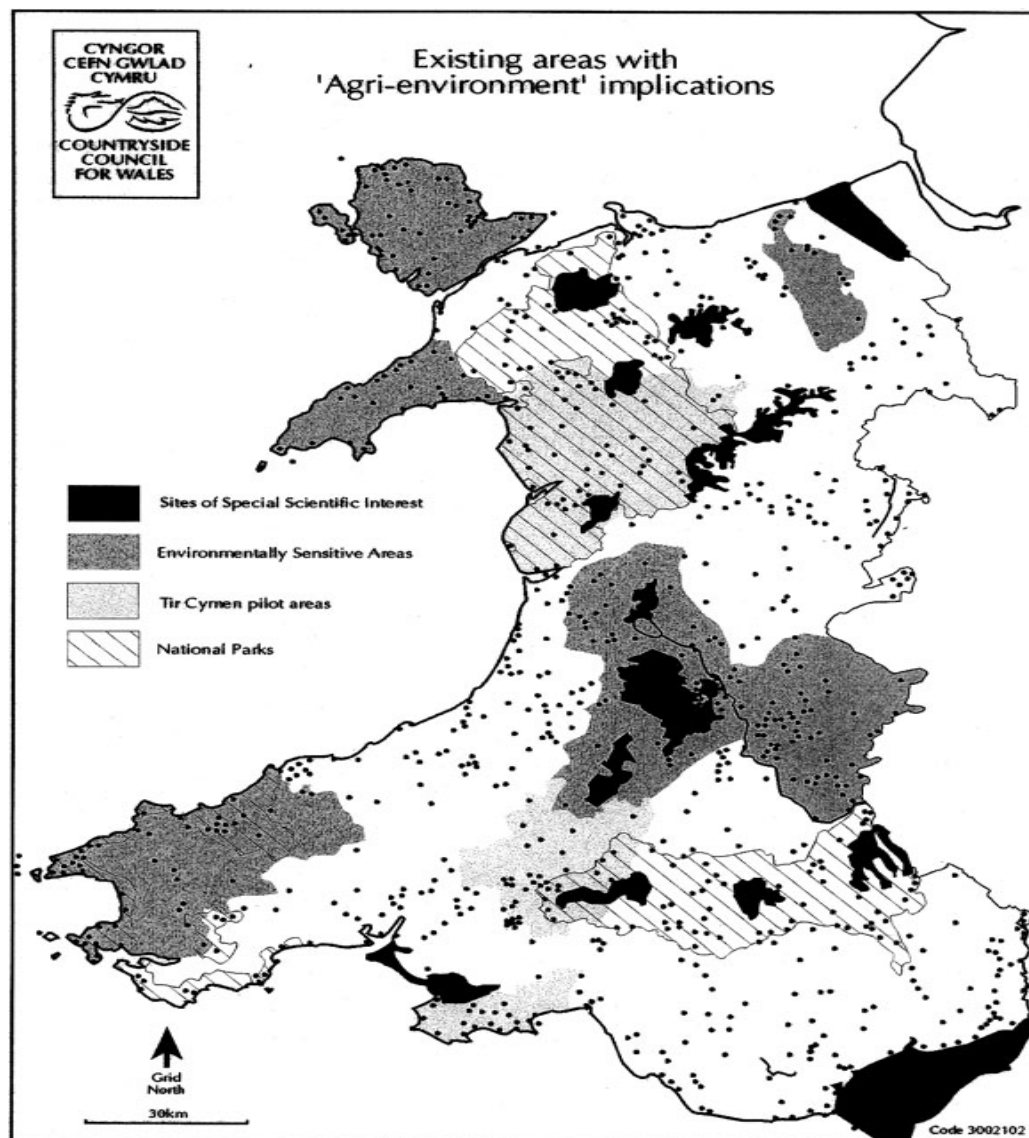 CYNGOR
CEFN GWLAD
CYMRU
COUNTRYSIDE
COUNCIL
FOR WALES
Existing areas with
'Agri-environment' implications
Sites of Special Scientific Interest
Environmentally Sensitive Areas
Tir Cymen pilot areas
National Parks
Grid
North
30km
Code 3002102